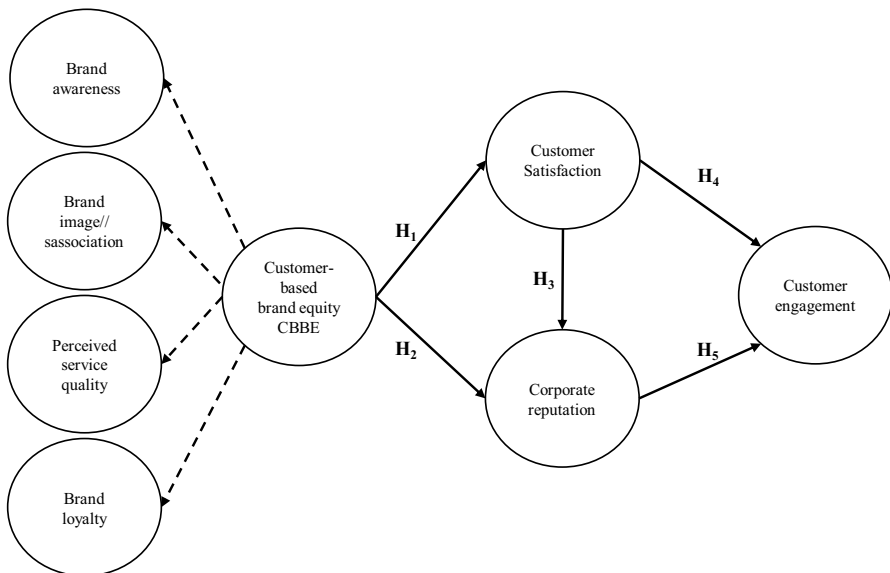 Brand
awareness
Brand
image//
sassociation
Perceived
service
quality
Brand
loyalty
Customer-
based
brand equity
CBBE
H₁
H₂
Customer
Satisfaction
H₃
Corporate
reputation
H₄
H₅
Customer
engagement